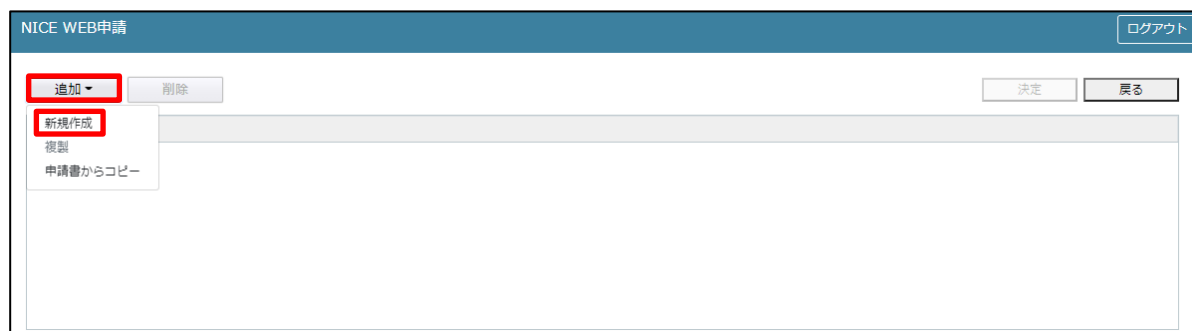 NICE WEB申請
ログアウト
追加
削除
決定
戻る
新規作成
複製
申請書からコピー